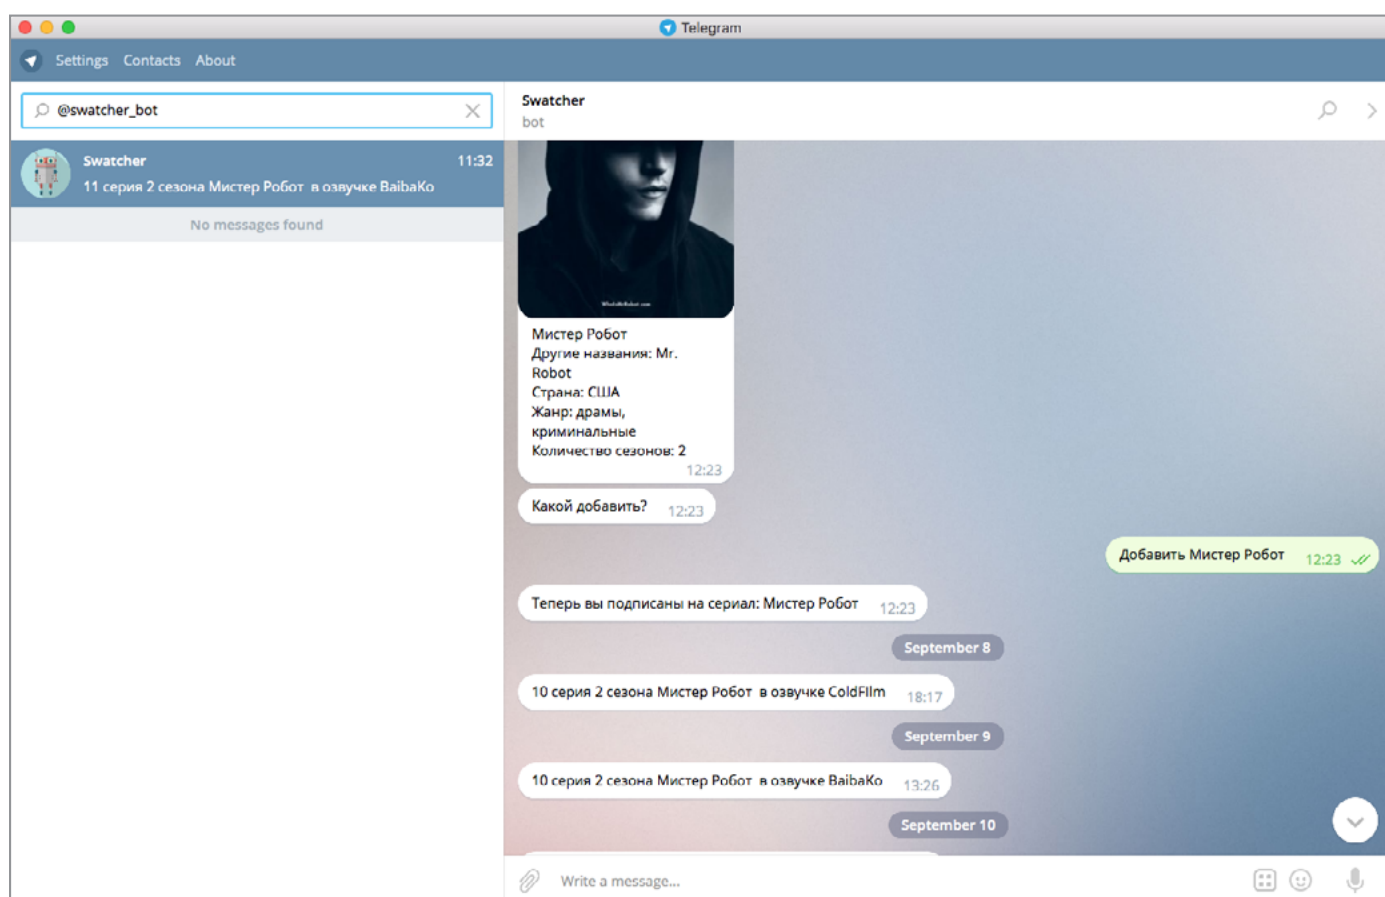 Telegram
Settings Contacts About
@swatcher_bot
Swatcher
bot
Swatcher 11:32
11 серия 2 сезона Мистер Робот в озвучке BaibaKo
No messages found
Мистер Робот
Другие названия: Mr.
Robot
Страна: США
Жанр: драмы,
криминальные
Количество сезонов: 2
12:23
Какой добавить? 12:23
Добавить Мистер Робот 12:23
Теперь вы подписаны на сериал: Мистер Робот 12:23
September 8
10 серия 2 сезона Мистер Робот в озвучке ColdFilm 18:17
September 9
10 серия 2 сезона Мистер Робот в озвучке BaibaKo 13:26
September 10
Write a message...